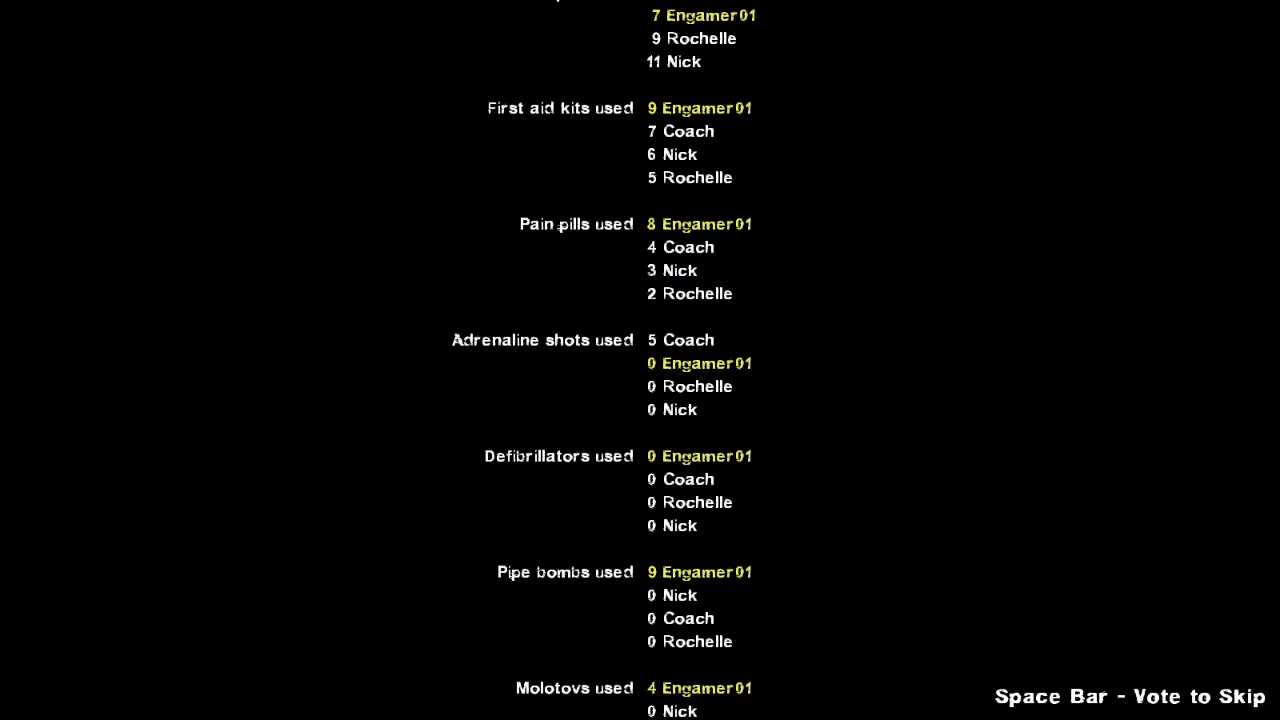 7 Engamer01
9 Rochelle
11 Nick
First aid kits used 9 Engamer01
7 Coach
6 Nick
5 Rochelle
Pain pills used 8 Engamer01
4 Coach
3 Nick
2 Rochelle
Adrenaline shots used 5 Coach
0 Engamer01
0 Rochelle
0 Nick
Defibrillators used 0 Engamer01
0 Coach
0 Rochelle
0 Nick
Pipe bombs used 9 Engamer01
0 Nick
0 Coach
0 Rochelle
Molotovs used 4 Engamer01
0 Nick
Space Bar - Vote to Skip